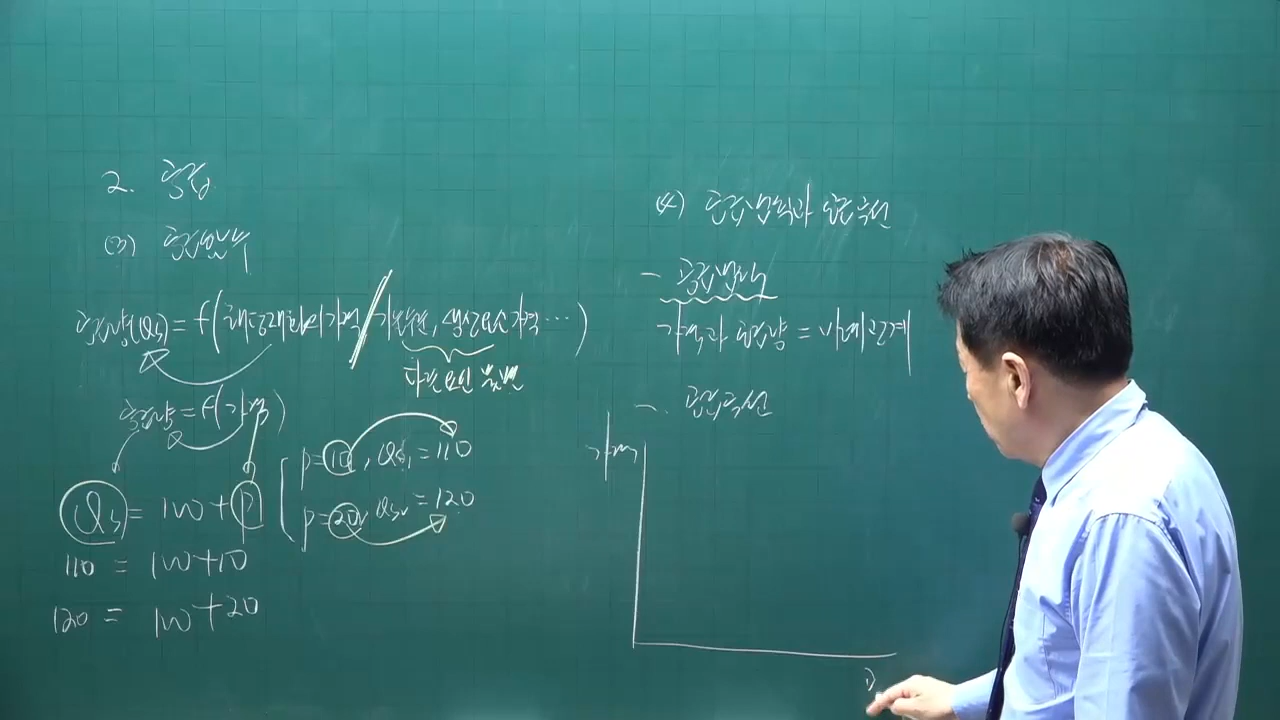 2. 공급
(3) 공급함수
공급량(Qs) = f(해당재화의가격 / 기술수준, 생산요소가격 …)
다른요인 불변
공급량 = f(가격)
Qs = 100 + P
110 = 100 + 10
120 = 100 + 20
P = 10, Qs₁ = 110
P = 20, Qs₂ = 120
(4) 공급법칙과 공급곡선
- 공급법칙
가격과 공급량 = 비례관계
- 공급곡선
가격